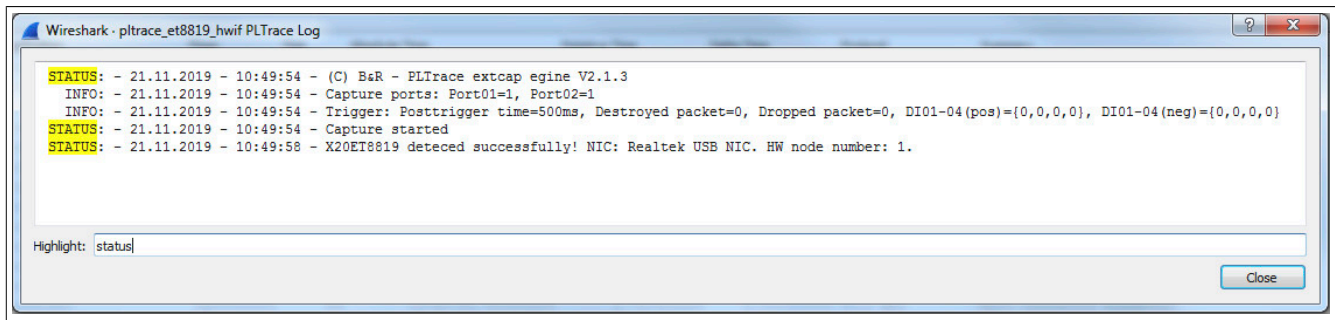 Wireshark · pltrace_et8819_hwif PLTrace Log
STATUS: - 21.11.2019 - 10:49:54 - (C) B&R - PLTrace extcap egine V2.1.3
INFO: - 21.11.2019 - 10:49:54 - Capture ports: Port01=1, Port02=1
INFO: - 21.11.2019 - 10:49:54 - Trigger: Posttrigger time=500ms, Destroyed packet=0, Dropped packet=0, DI01-04(pos)={0,0,0,0}, DI01-04(neg)={0,0,0,0}
STATUS: - 21.11.2019 - 10:49:54 - Capture started
STATUS: - 21.11.2019 - 10:49:58 - X20ET8819 deteced successfully! NIC: Realtek USB NIC. HW node number: 1.
Highlight: status
Close